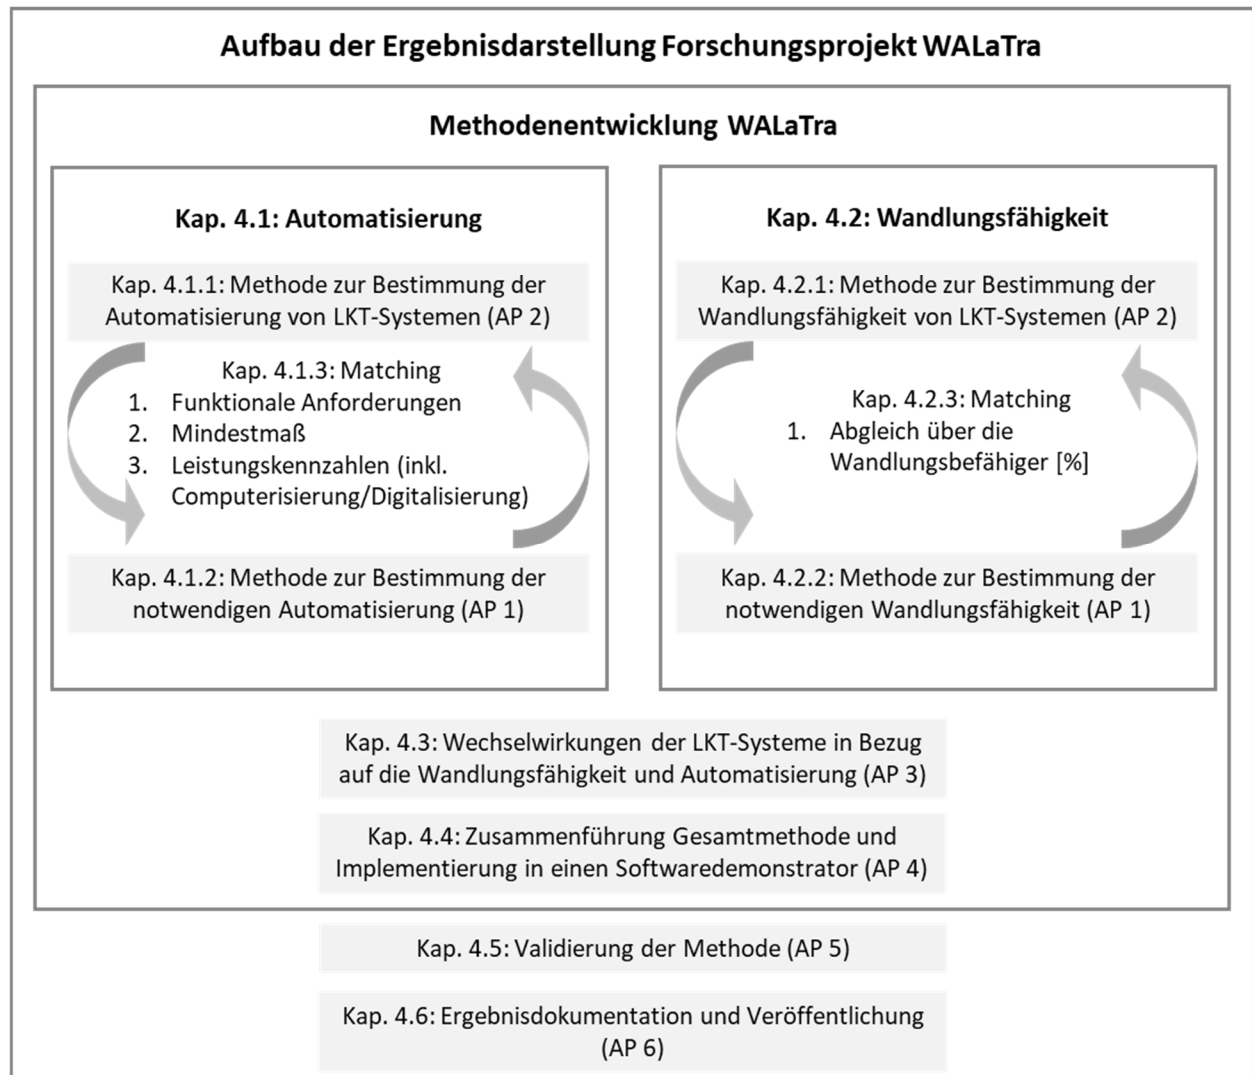 Aufbau der Ergebnisdarstellung Forschungsprojekt WALaTra
Methodenentwicklung WALaTra
Kap. 4.1: Automatisierung
Kap. 4.1.1: Methode zur Bestimmung der
Automatisierung von LKT-Systemen (AP 2)
Kap. 4.1.3: Matching
1. Funktionale Anforderungen
2. Mindestmaß
3. Leistungskennzahlen (inkl.
Computerisierung/Digitalisierung)
Kap. 4.1.2: Methode zur Bestimmung der
notwendigen Automatisierung (AP 1)
Kap. 4.2: Wandlungsfähigkeit
Kap. 4.2.1: Methode zur Bestimmung der
Wandlungsfähigkeit von LKT-Systemen (AP 2)
Kap. 4.2.3: Matching
1. Abgleich über die
Wandlungsbefähiger [%]
Kap. 4.2.2: Methode zur Bestimmung der
notwendigen Wandlungsfähigkeit (AP 1)
Kap. 4.3: Wechselwirkungen der LKT-Systeme in Bezug
auf die Wandlungsfähigkeit und Automatisierung (AP 3)
Kap. 4.4: Zusammenführung Gesamtmethode und
Implementierung in einen Softwaredemonstrator (AP 4)
Kap. 4.5: Validierung der Methode (AP 5)
Kap. 4.6: Ergebnisdokumentation und Veröffentlichung
(AP 6)